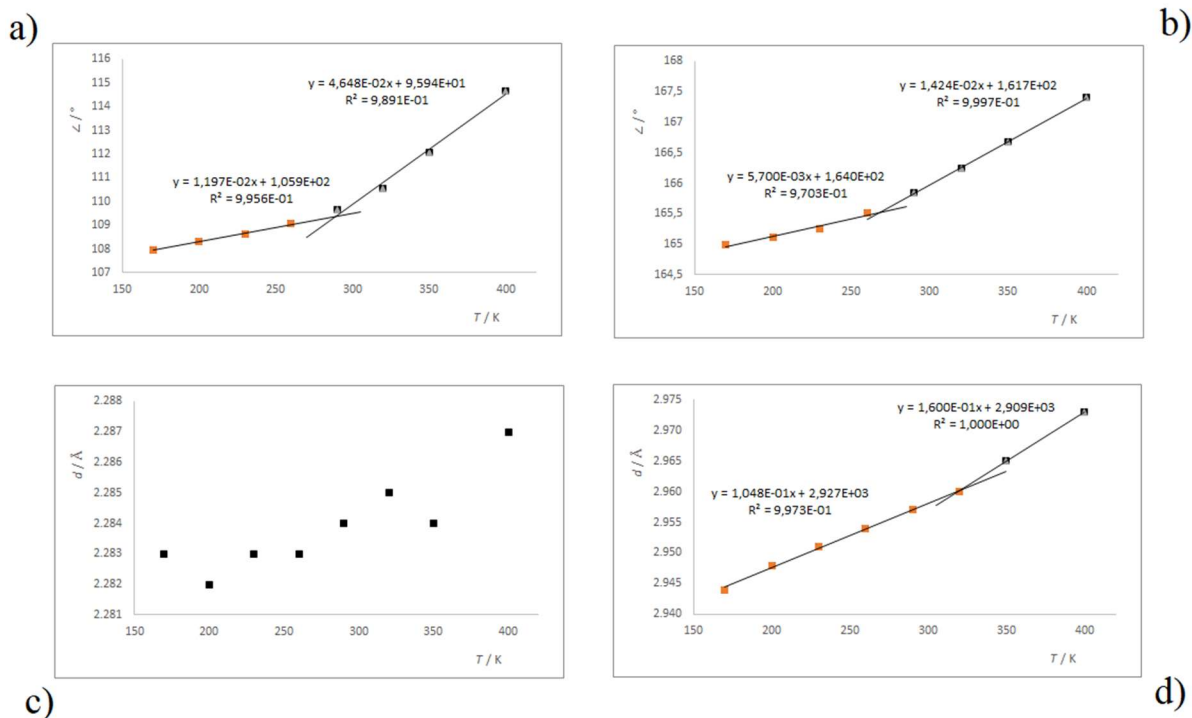 a)
116
115
114
113
112
111
110
109
108
107
∠ / °
y = 4,648E-02x + 9,594E+01
R² = 9,891E-01
y = 1,197E-02x + 1,059E+02
R² = 9,956E-01
150 200 250 300 350 400
T / K
b)
168
167,5
167
166,5
166
165,5
165
164,5
∠ / °
y = 1,424E-02x + 1,617E+02
R² = 9,997E-01
y = 5,700E-03x + 1,640E+02
R² = 9,703E-01
150 200 250 300 350 400
T / K
2.288
2.287
2.286
2.285
2.284
2.283
2.282
2.281
d / Å
150 200 250 300 350 400
T / K
c)
2.975
2.970
2.965
2.960
2.955
2.950
2.945
2.940
d / Å
y = 1,600E-01x + 2,909E+03
R² = 1,000E+00
y = 1,048E-01x + 2,927E+03
R² = 9,973E-01
150 200 250 300 350 400
T / K
d)